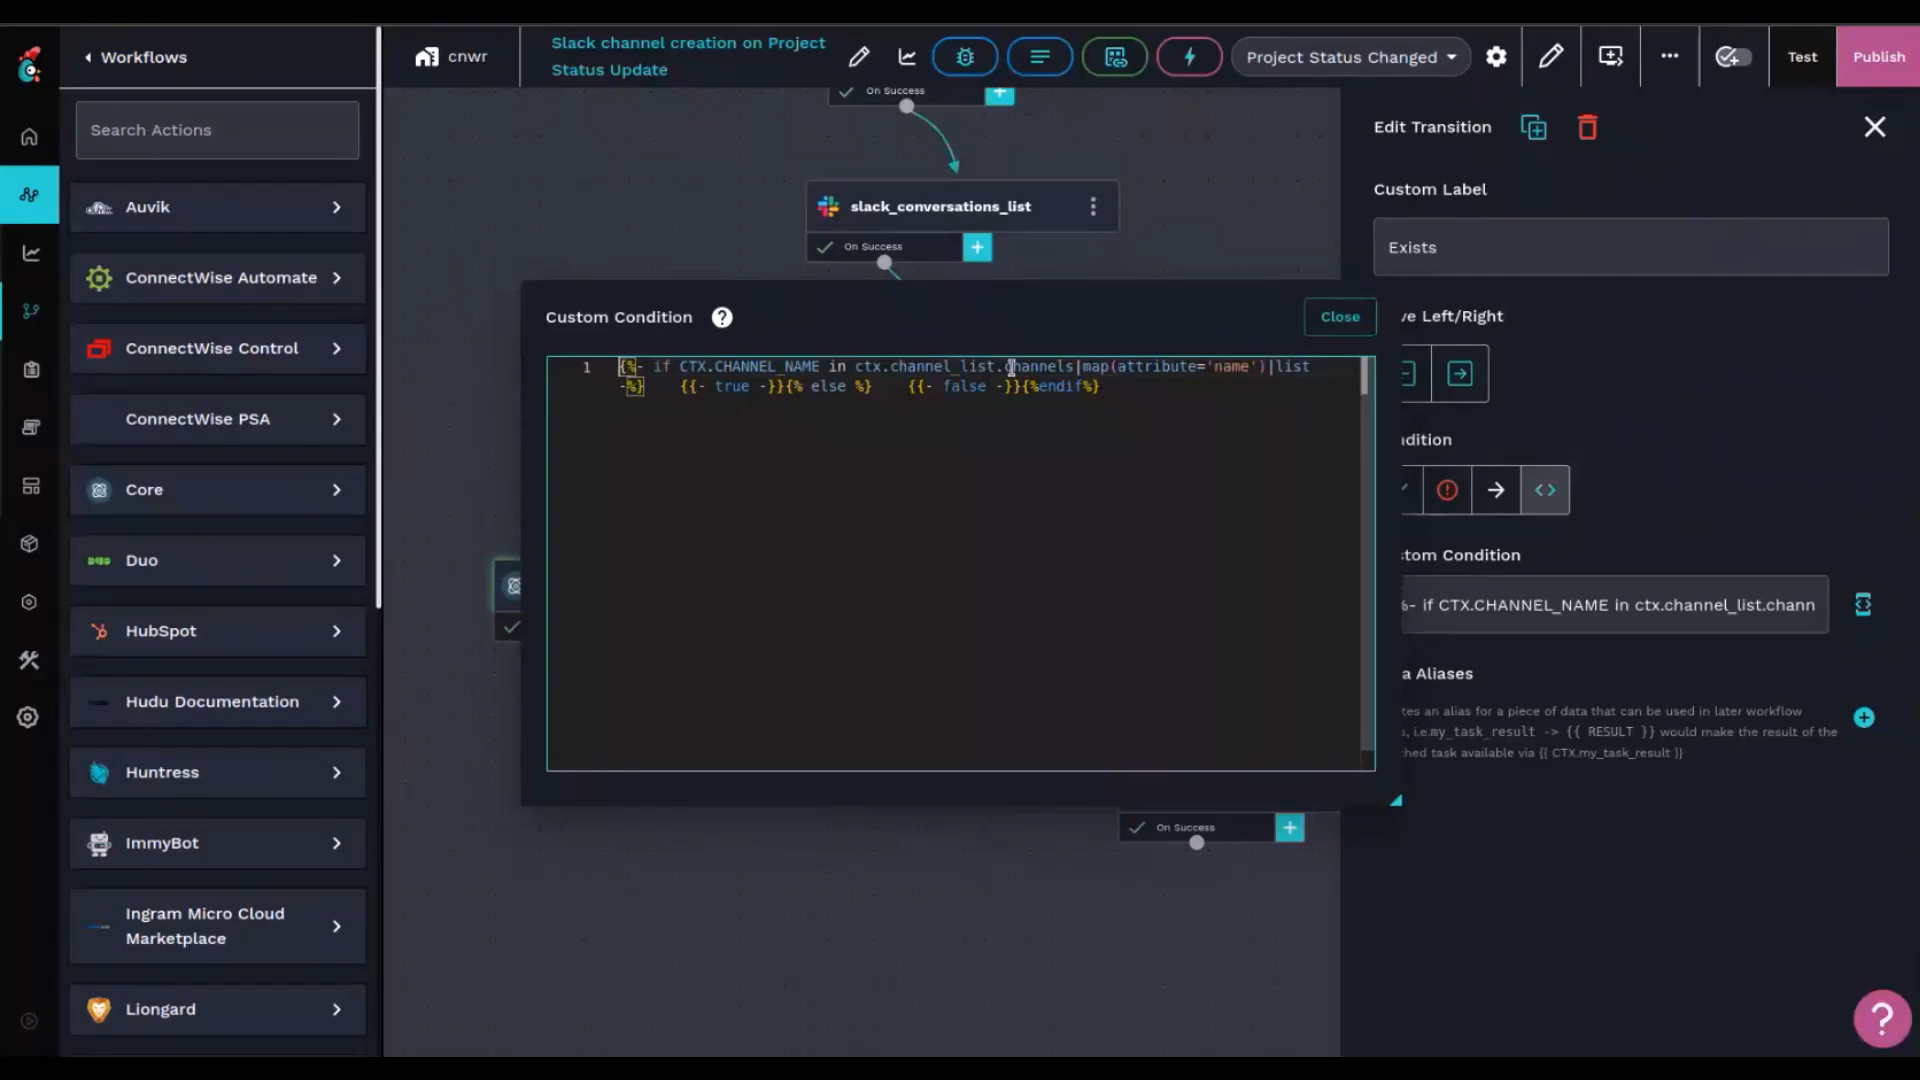 Workflows
cnwr
Slack channel creation on Project
Status Update
Project Status Changed
Test
Publish
Search Actions
Auvik
ConnectWise Automate
ConnectWise Control
ConnectWise PSA
Core
Duo
HubSpot
Hudu Documentation
Huntress
ImmyBot
Ingram Micro Cloud
Marketplace
Liongard
On Success
slack_conversations_list
On Success
Custom Condition
Close
1
{%- if CTX.CHANNEL_NAME in ctx.channel_list.channels|map(attribute='name')|list
-%}    {{- true -}}{% else %}    {{- false -}}{%endif%}
On Success
Edit Transition
Custom Label
Exists
ve Left/Right
ndition
stom Condition
%- if CTX.CHANNEL_NAME in ctx.channel_list.chann
a Aliases
tes an alias for a piece of data that can be used in later workflow
s, i.e.my_task_result -> {{ RESULT }} would make the result of the
hed task available via {{ CTX.my_task_result }}